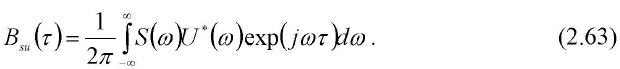 B_{su}(τ) = \frac{1}{2π} \int_{-∞}^{∞} S(ω)U^*(ω)exp(jωτ)dω . (2.63)